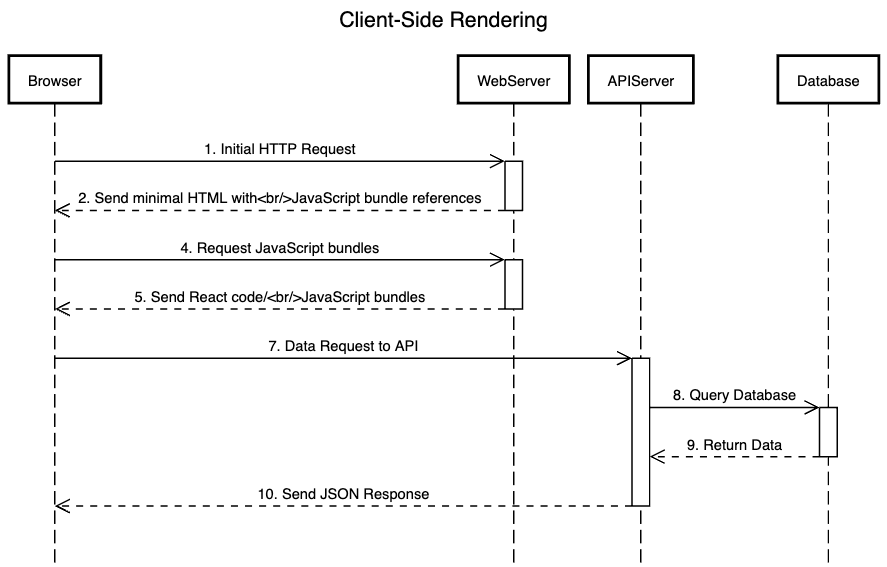 Client-Side Rendering
Browser
WebServer
APIServer
Database
1. Initial HTTP Request
2. Send minimal HTML with<br/>JavaScript bundle references
4. Request JavaScript bundles
5. Send React code/<br/>JavaScript bundles
7. Data Request to API
8. Query Database
9. Return Data
10. Send JSON Response